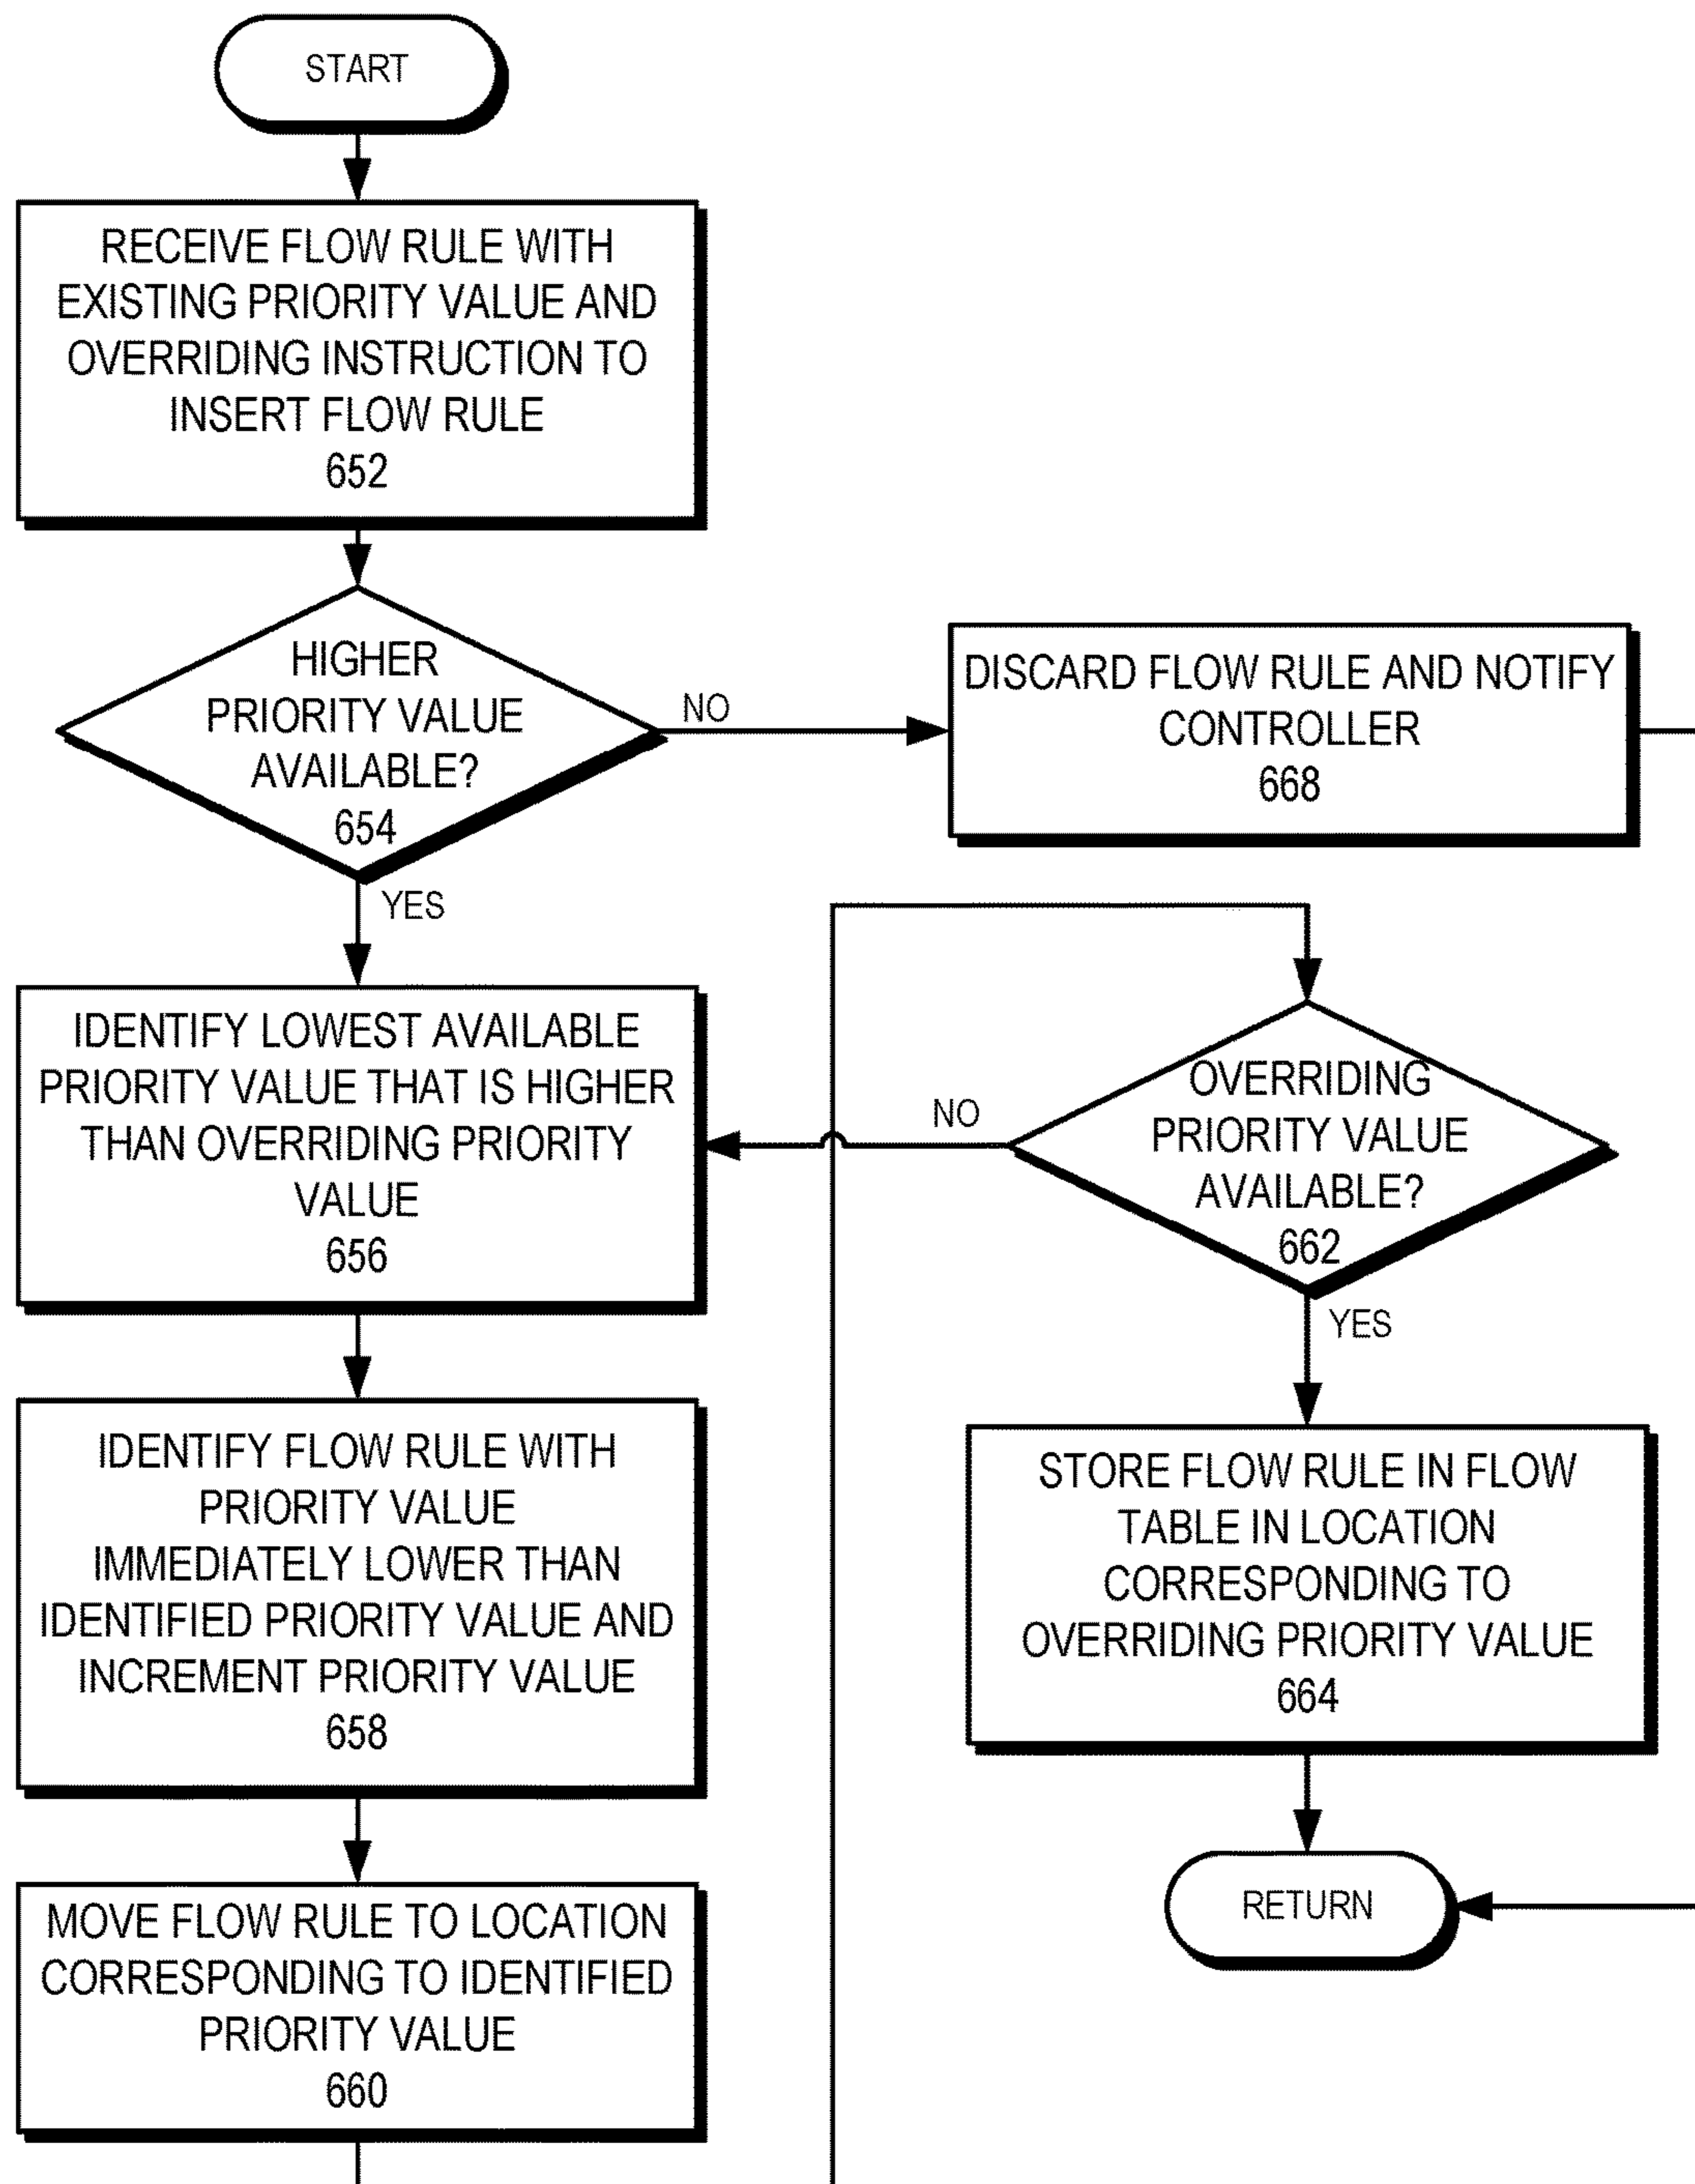 START
RECEIVE FLOW RULE WITH
EXISTING PRIORITY VALUE AND
OVERRIDING INSTRUCTION TO
INSERT FLOW RULE
652
HIGHER
PRIORITY VALUE
AVAILABLE?
654
NO
DISCARD FLOW RULE AND NOTIFY
CONTROLLER
668
YES
IDENTIFY LOWEST AVAILABLE
PRIORITY VALUE THAT IS HIGHER
THAN OVERRIDING PRIORITY
VALUE
656
NO
OVERRIDING
PRIORITY VALUE
AVAILABLE?
662
YES
IDENTIFY FLOW RULE WITH
PRIORITY VALUE
IMMEDIATELY LOWER THAN
IDENTIFIED PRIORITY VALUE AND
INCREMENT PRIORITY VALUE
658
STORE FLOW RULE IN FLOW
TABLE IN LOCATION
CORRESPONDING TO
OVERRIDING PRIORITY VALUE
664
MOVE FLOW RULE TO LOCATION
CORRESPONDING TO IDENTIFIED
PRIORITY VALUE
660
RETURN